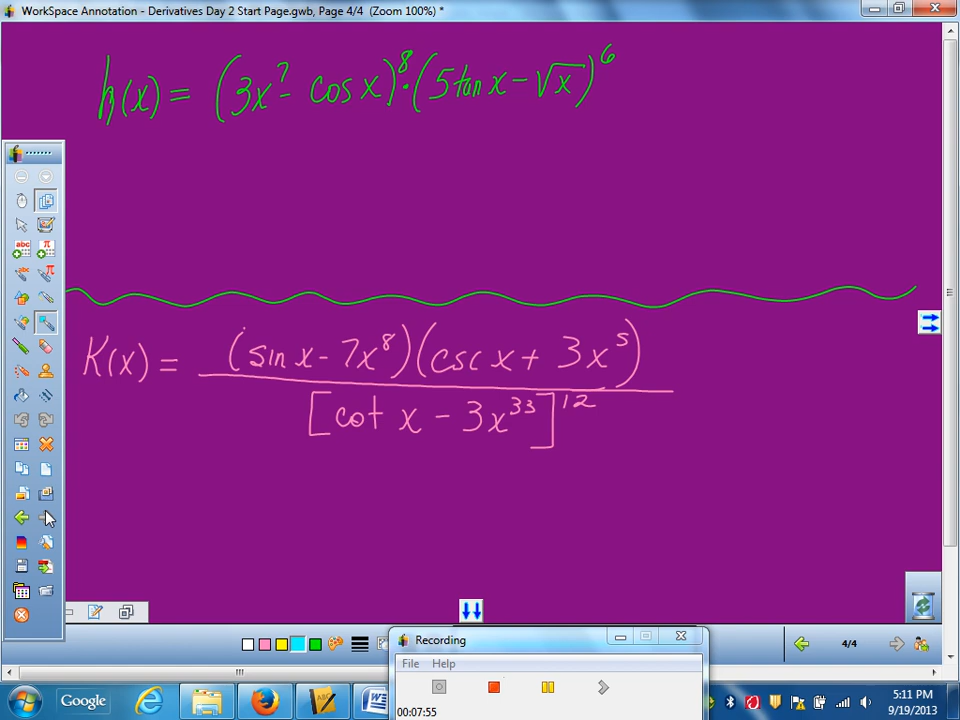 WorkSpace Annotation - Derivatives Day 2 Start Page.gwb, Page 4/4 (Zoom 100%) *
h(x) = (3x² - cos x)⁸ · (5tan x - √x)⁶
K(x) = (sin x - 7x⁸)(csc x + 3x⁵)
[cot x - 3x³³]¹²
Recording
4/4
File Help
00:07:55
Google
5:11 PM
9/19/2013